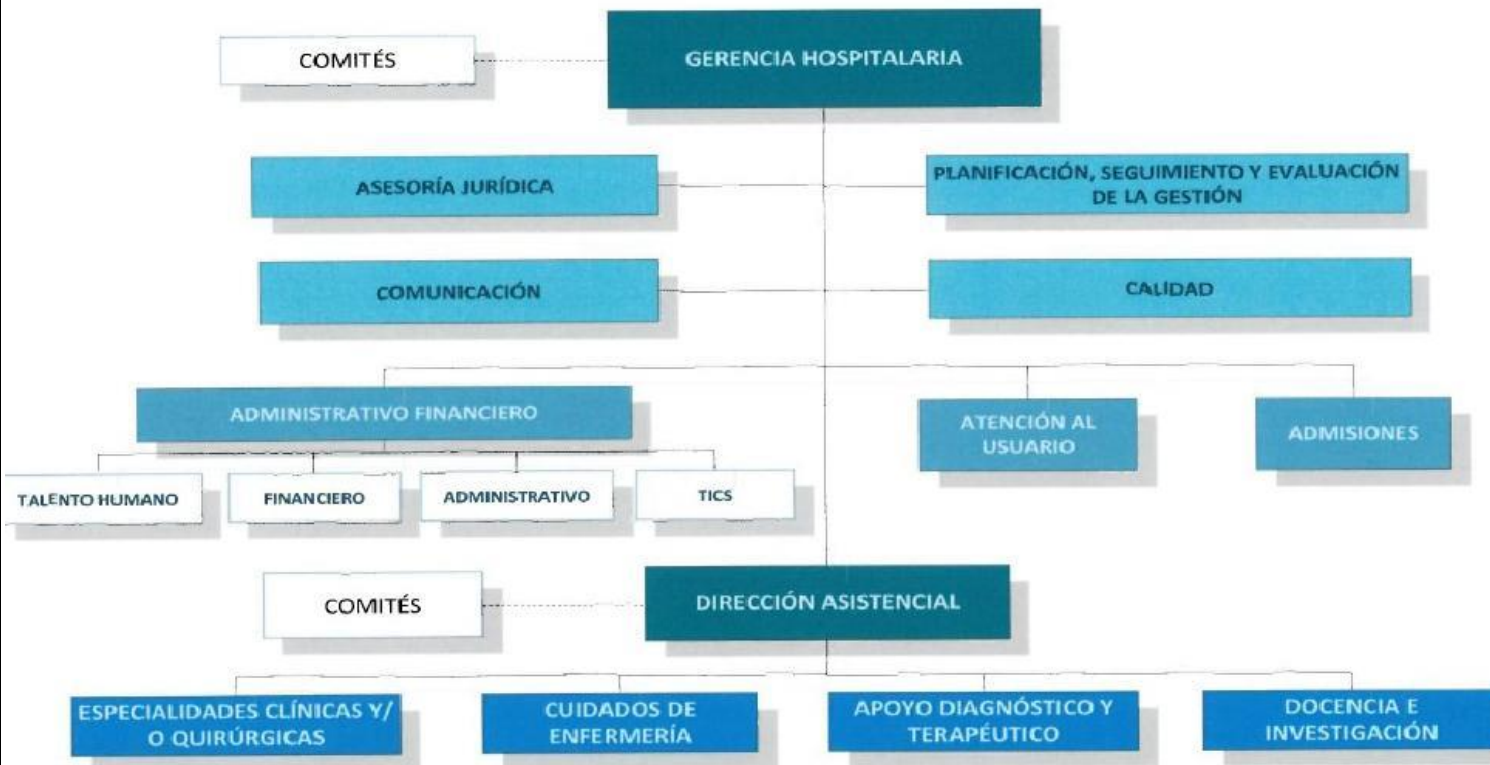 COMITÉS
GERENCIA HOSPITALARIA
ASESORÍA JURÍDICA
PLANIFICACIÓN, SEGUIMIENTO Y EVALUACIÓN
DE LA GESTIÓN
COMUNICACIÓN
CALIDAD
ADMINISTRATIVO FINANCIERO
ATENCIÓN AL
USUARIO
ADMISIONES
TALENTO HUMANO
FINANCIERO
ADMINISTRATIVO
TICS
COMITÉS
DIRECCIÓN ASISTENCIAL
ESPECIALIDADES CLÍNICAS Y/
O QUIRÚRGICAS
CUIDADOS DE
ENFERMERÍA
APOYO DIAGNÓSTICO Y
TERAPÉUTICO
DOCENCIA E
INVESTIGACIÓN